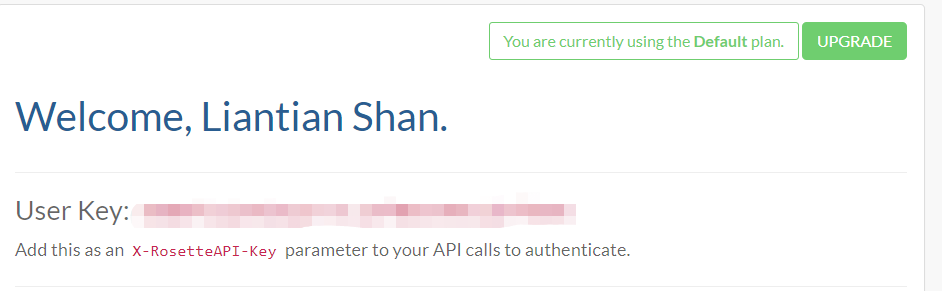 You are currently using the Default plan. UPGRADE
Welcome, Liantian Shan.
User Key:
Add this as an X-RosetteAPI-Key parameter to your API calls to authenticate.